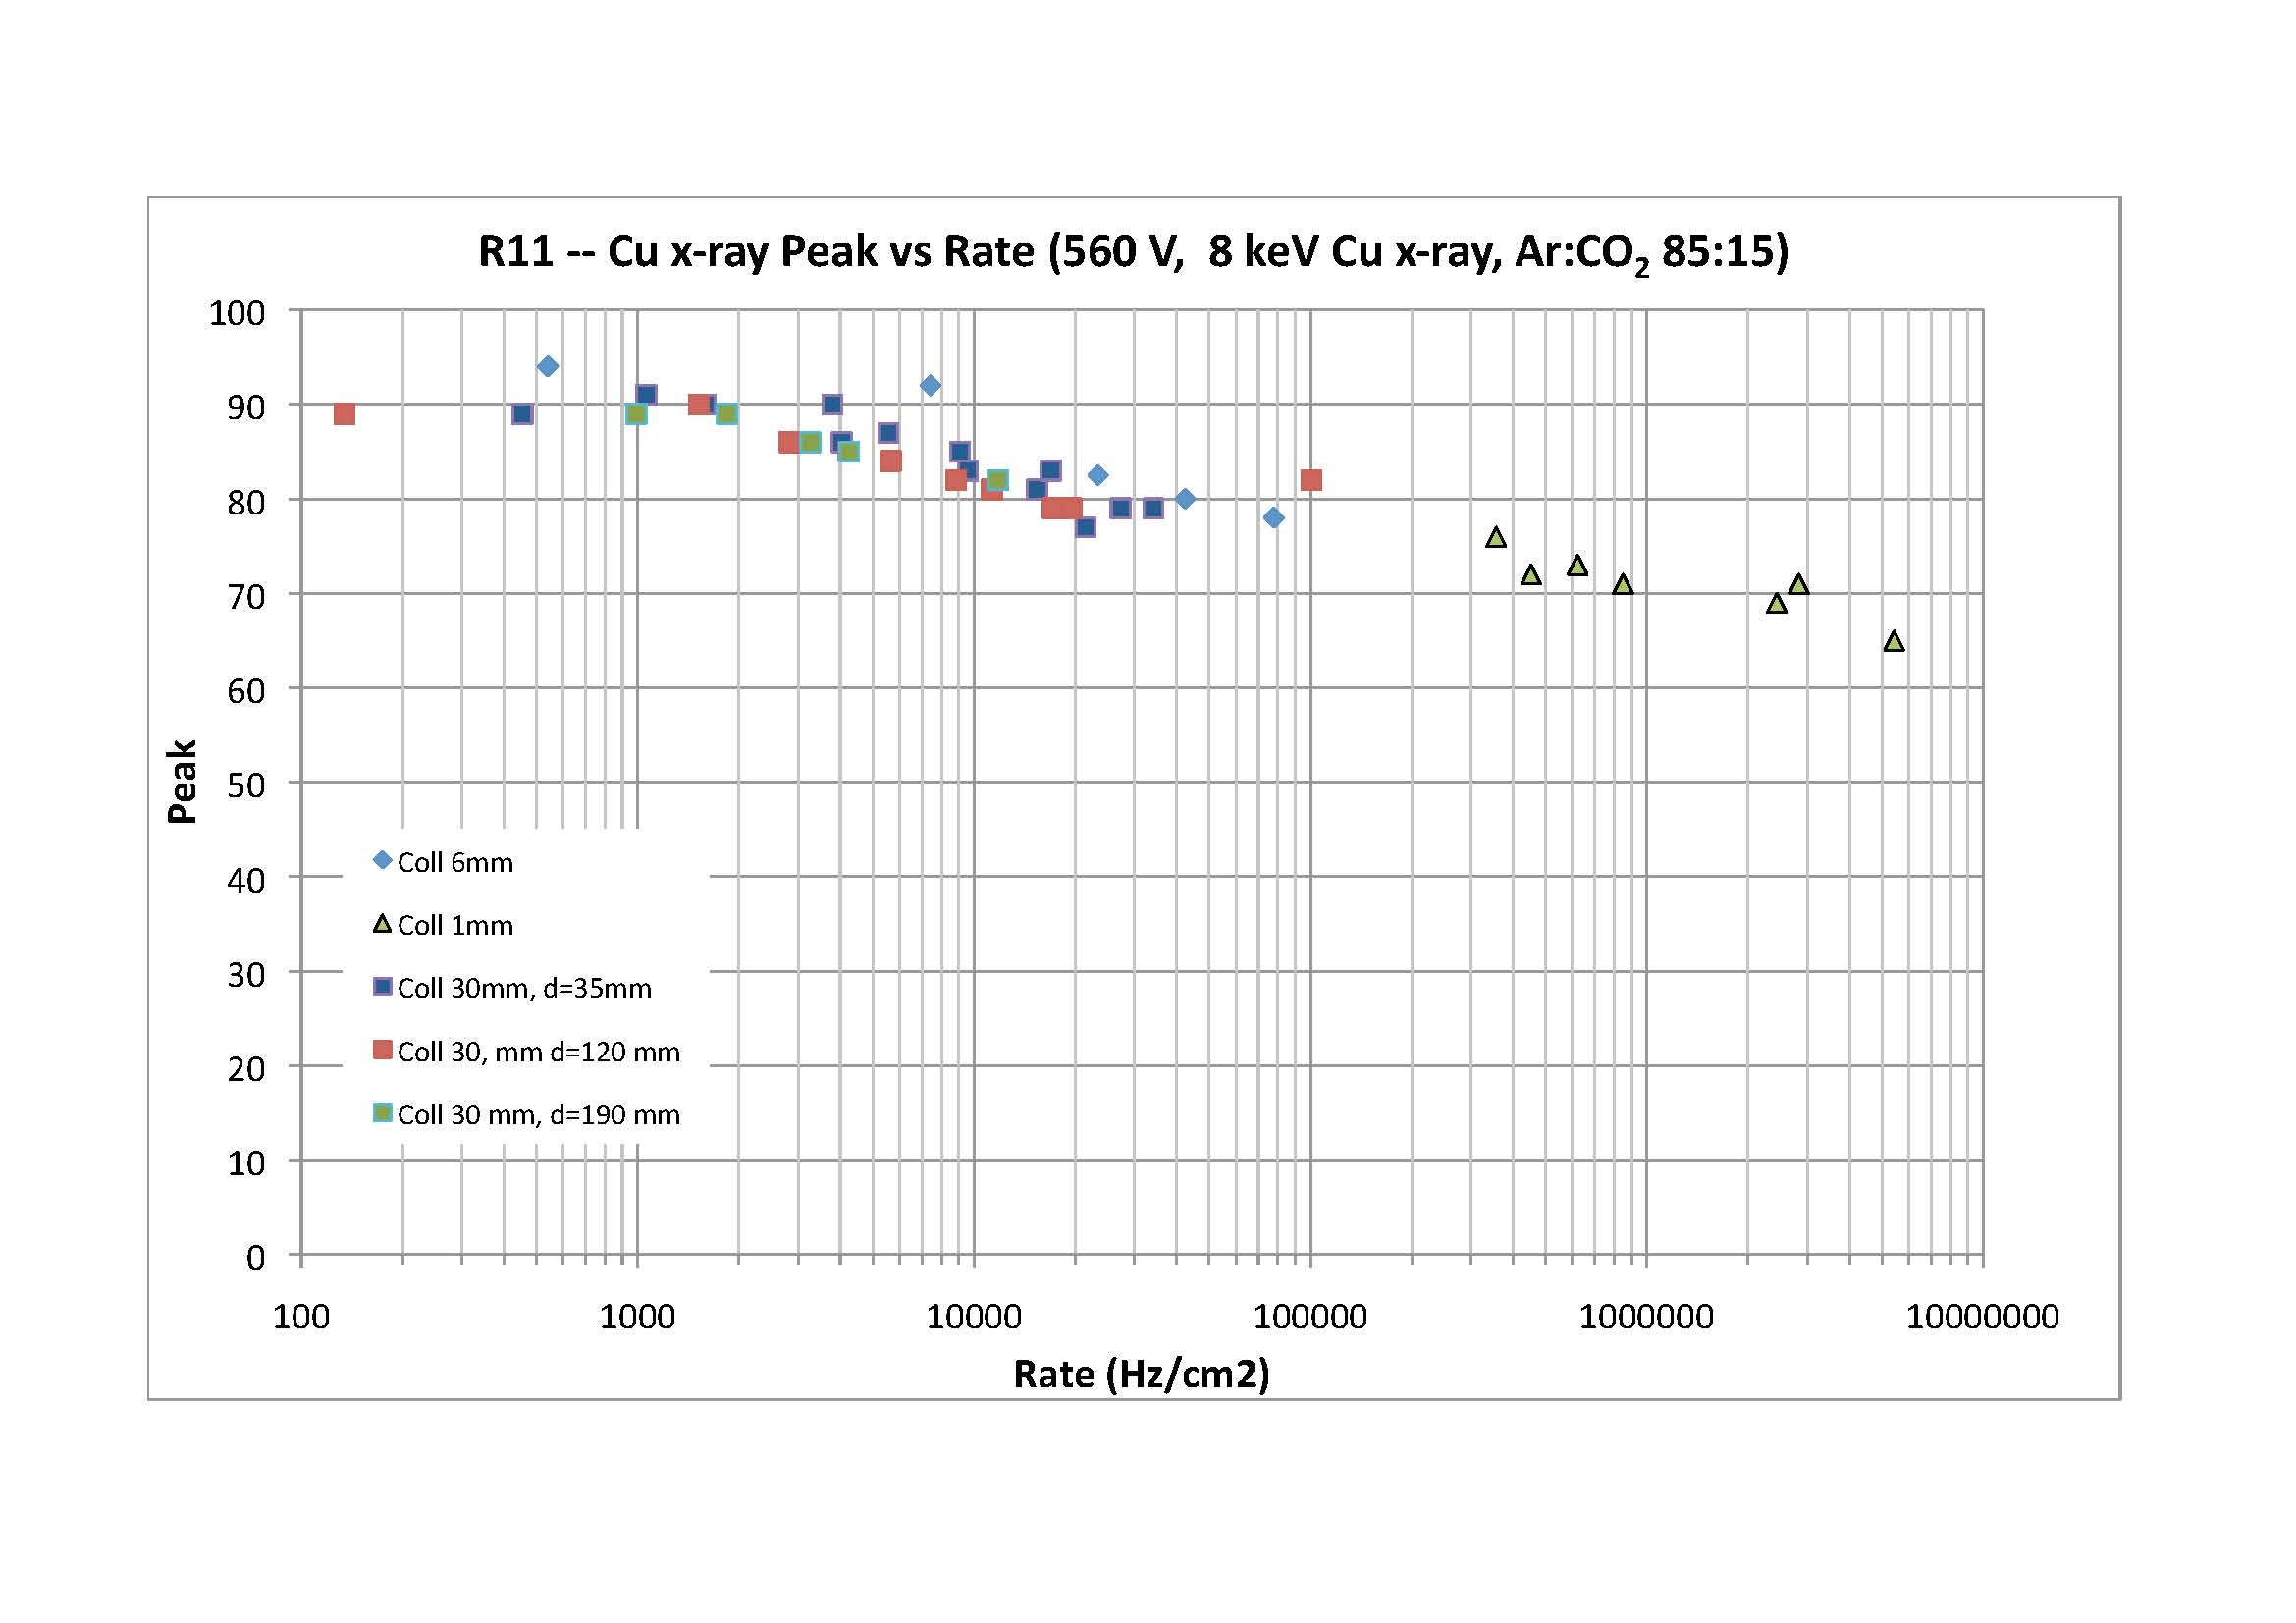 R11 -- Cu x-ray Peak vs Rate (560 V, 8 keV Cu x-ray, Ar:CO2 85:15)
100
90
80
70
60
50
40
30
20
10
0
Peak
Coll 6mm
Coll 1mm
Coll 30mm, d=35mm
Coll 30, mm d=120 mm
Coll 30 mm, d=190 mm
100 1000 10000 100000 1000000 10000000
Rate (Hz/cm2)